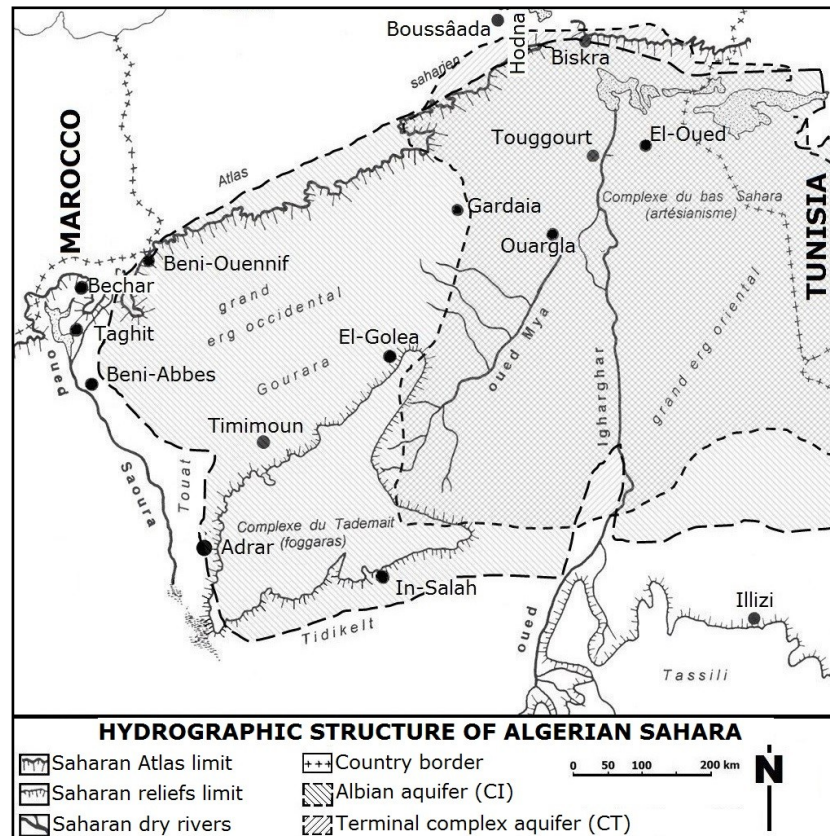 Boussâada
Hodna
Biskra
saharien
Atlas
Touggourt
El-Oued
Complexe du bas Sahara
(artésianisme)
MAROCCO
TUNISIA
Gardaia
Ouargla
Beni-Ouennif
Bechar
Taghit
grand
erg occidental
El-Golea
oued Mya
Beni-Abbes
oued
Saoura
Gourara
Igharghar
grand erg oriental
Timimoun
Touat
Complexe du Tademait
(foggaras)
Adrar
In-Salah
Tidikelt
oued
Illizi
Tassili
HYDROGRAPHIC STRUCTURE OF ALGERIAN SAHARA
Saharan Atlas limit
Saharan reliefs limit
Saharan dry rivers
Country border
Albian aquifer (CI)
Terminal complex aquifer (CT)
0 50 100 200 km
N